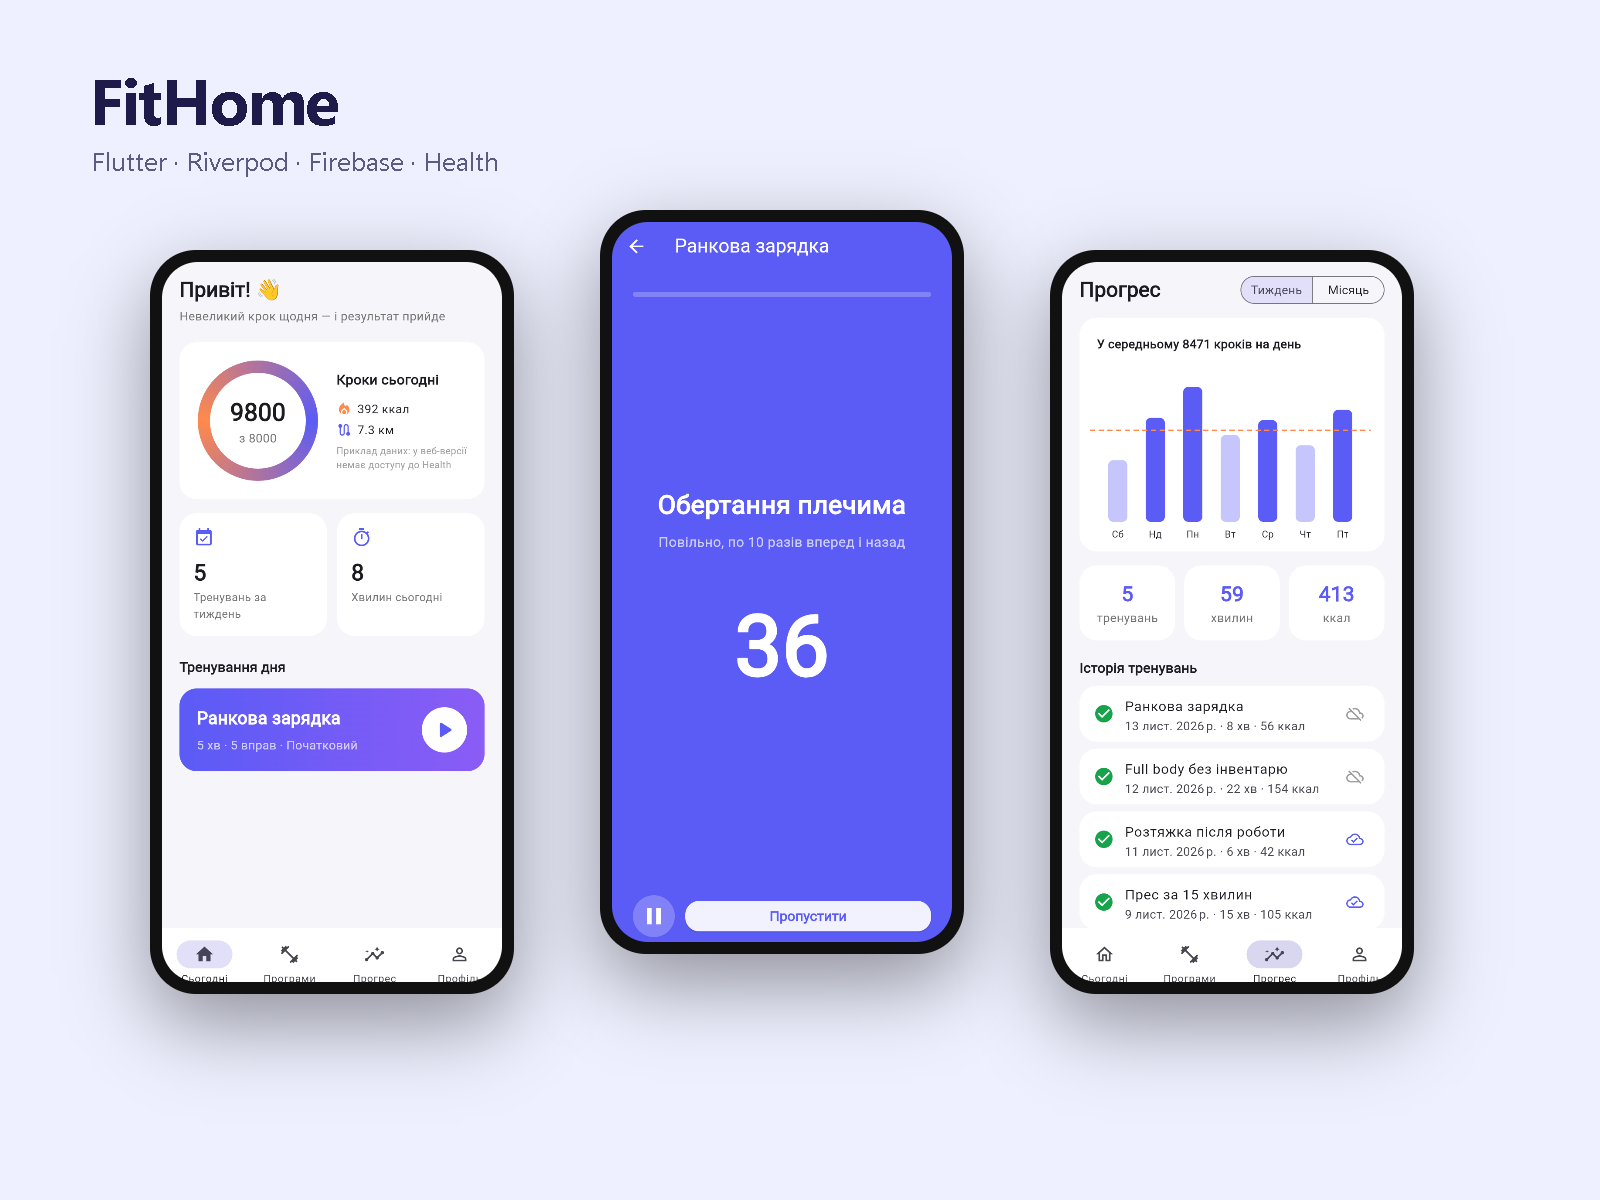 FitHome
Flutter · Riverpod · Firebase · Health
Привіт! 👋
Невеликий крок щодня — і результат прийде
9800
з 8000
Кроки сьогодні
392 ккал
7.3 км
Приклад даних: у веб-версії
немає доступу до Health
5
Тренувань за
тиждень
8
Хвилин сьогодні
Тренування дня
Ранкова зарядка
5 хв · 5 вправ · Початковий
Сьогодні
Програми
Прогрес
Профіль
Ранкова зарядка
Обертання плечима
Повільно, по 10 разів вперед і назад
36
Пропустити
Прогрес
Тиждень
Місяць
У середньому 8471 кроків на день
Сб Нд Пн Вт Ср Чт Пт
5
тренувань
59
хвилин
413
ккал
Історія тренувань
Ранкова зарядка
13 лист. 2026 р. · 8 хв · 56 ккал
Full body без інвентарю
12 лист. 2026 р. · 22 хв · 154 ккал
Розтяжка після роботи
11 лист. 2026 р. · 6 хв · 42 ккал
Прес за 15 хвилин
9 лист. 2026 р. · 15 хв · 105 ккал
Сьогодні
Програми
Прогрес
Профіль